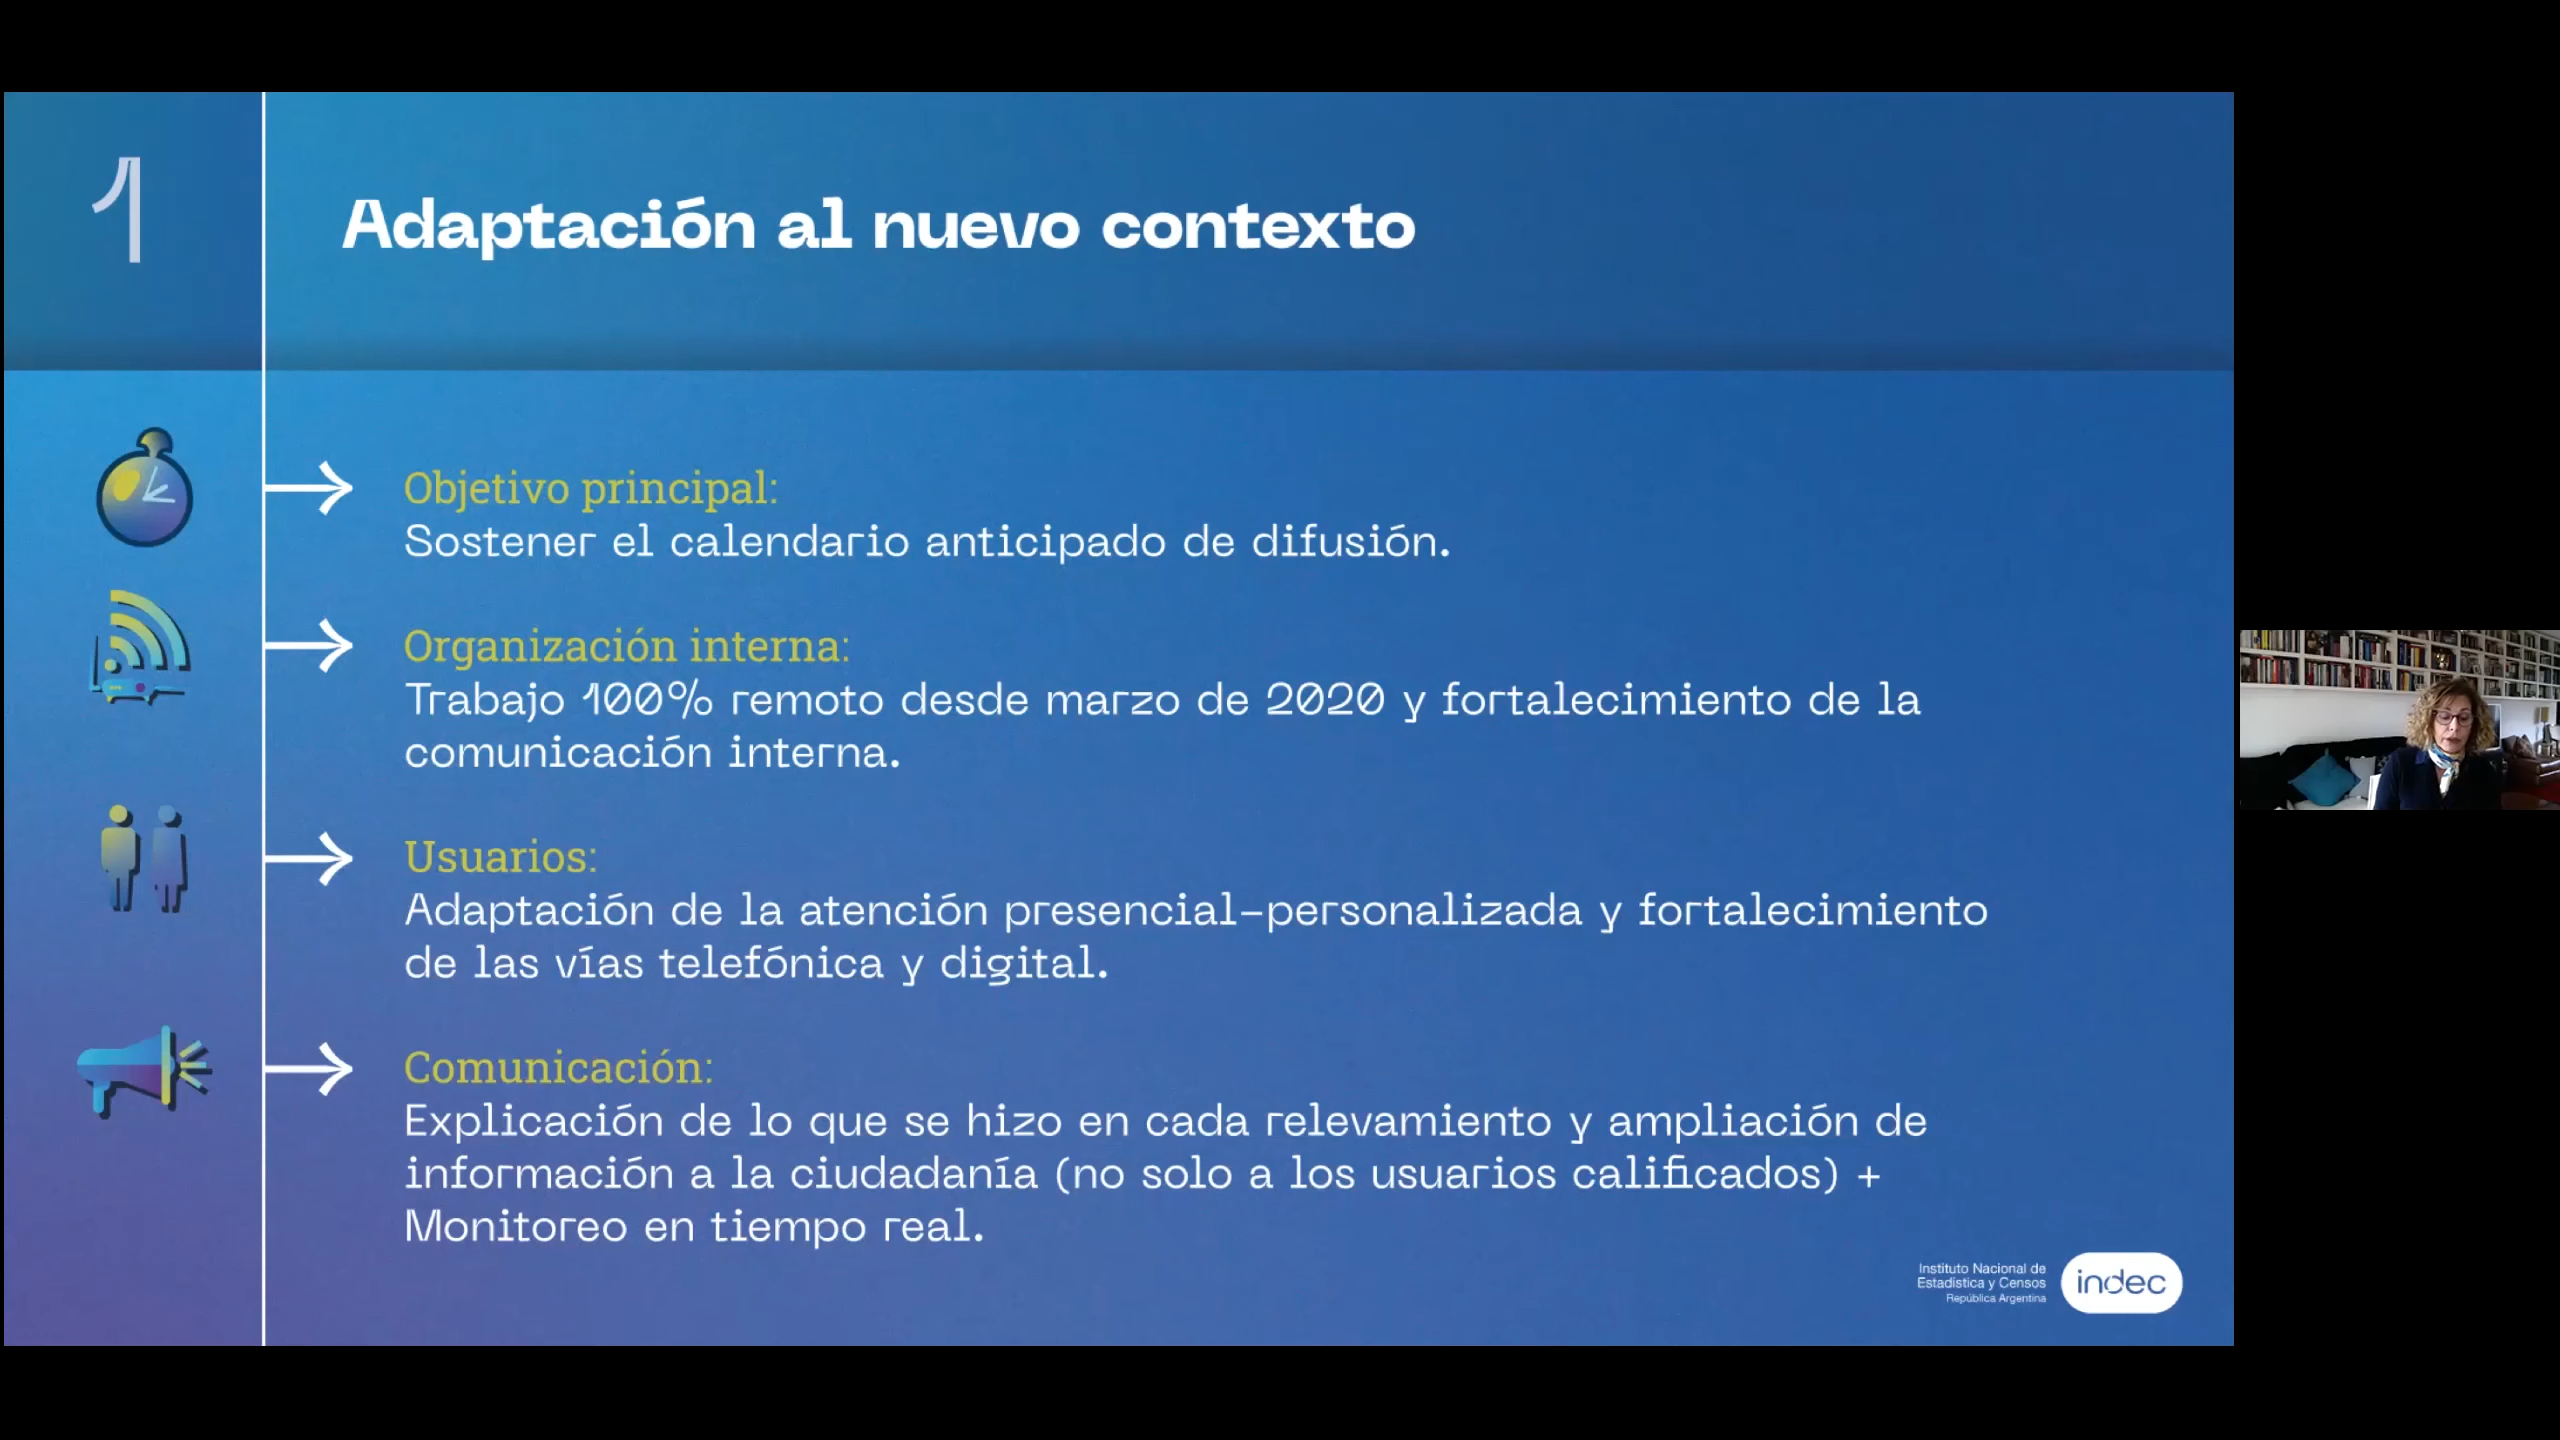 1
Adaptación al nuevo contexto
Objetivo principal:
Sostener el calendario anticipado de difusión.
Organización interna:
Trabajo 100% remoto desde marzo de 2020 y fortalecimiento de la
comunicación interna.
Usuarios:
Adaptación de la atención presencial-personalizada y fortalecimiento
de las vías telefónica y digital.
Comunicación:
Explicación de lo que se hizo en cada relevamiento y ampliación de
información a la ciudadanía (no solo a los usuarios calificados) +
Monitoreo en tiempo real.
Instituto Nacional de
Estadística y Censos
República Argentina
indec